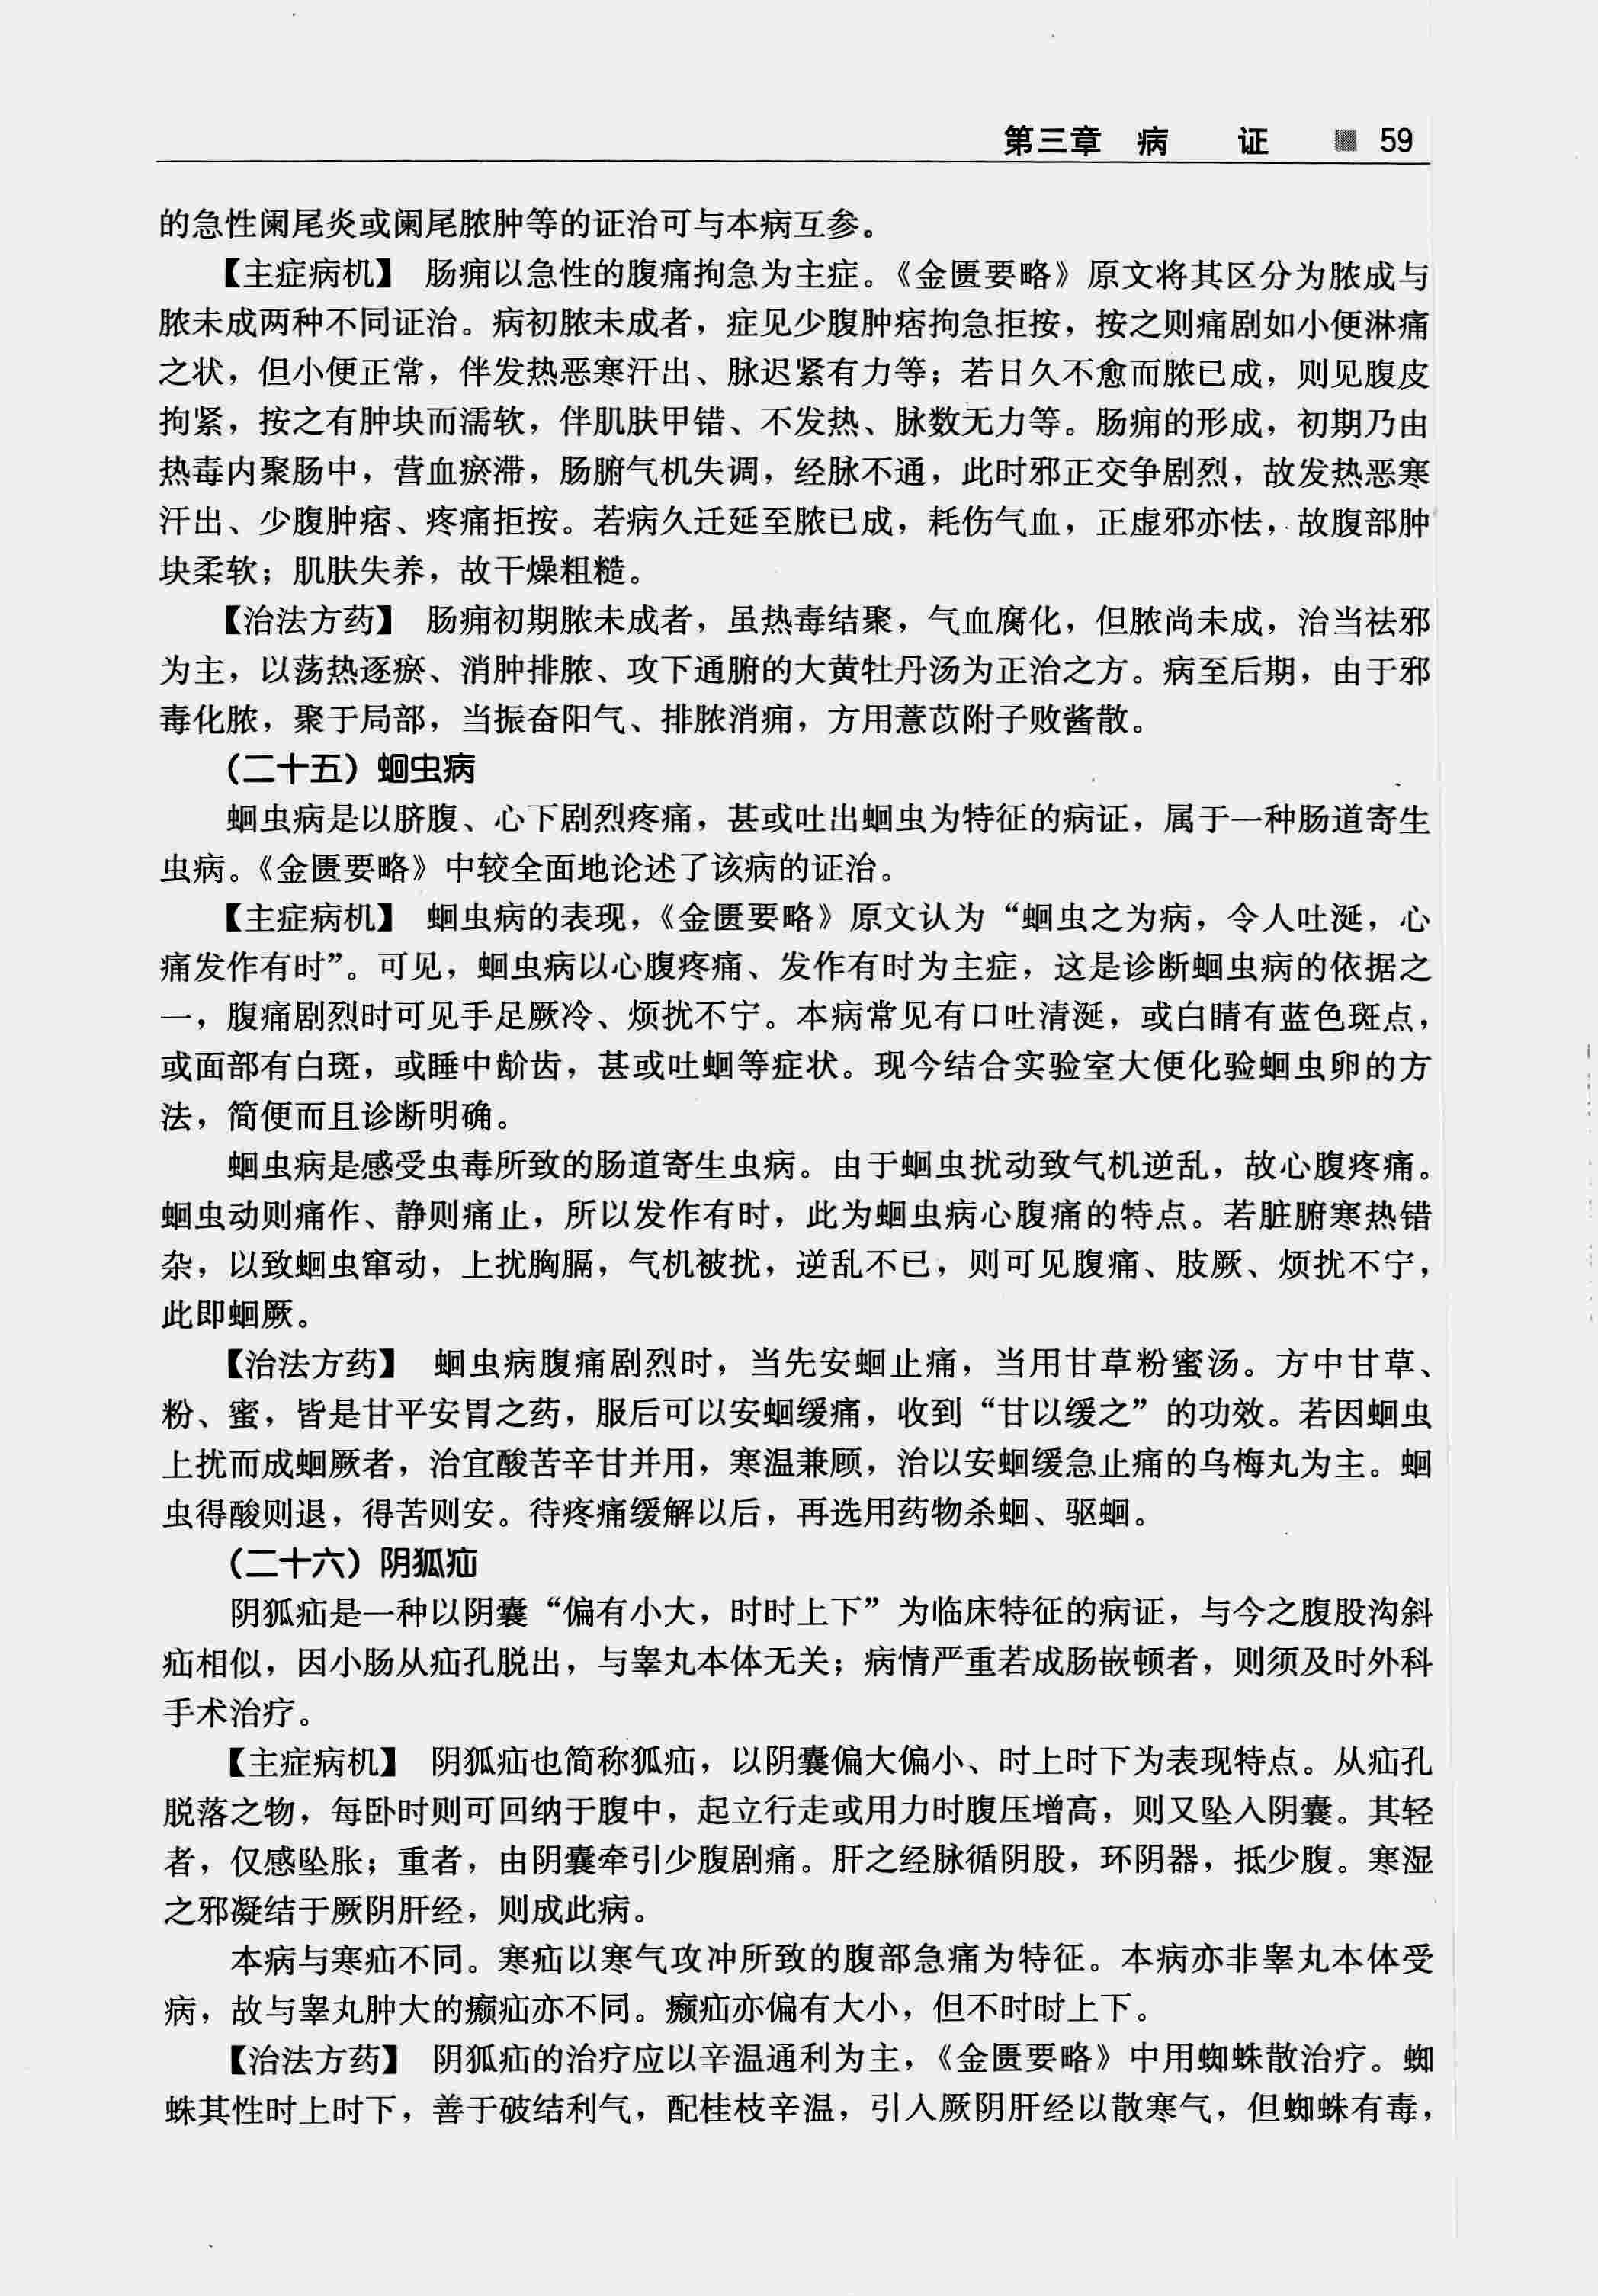 第三章 病 证 59
的急性阑尾炎或阑尾脓肿等的证治可与本病互参。
【主症病机】 肠痈以急性的腹痛拘急为主症。《金匮要略》原文将其区分为脓成与
脓未成两种不同证治。病初脓未成者，症见少腹肿痞拘急拒按，按之则痛剧如小便淋痛
之状，但小便正常，伴发热恶寒汗出、脉迟紧有力等；若日久不愈而脓已成，则见腹皮
拘紧，按之有肿块而濡软，伴肌肤甲错、不发热、脉数无力等。肠痈的形成，初期乃由
热毒内聚肠中，营血瘀滞，肠腑气机失调，经脉不通，此时邪正交争剧烈，故发热恶寒
汗出、少腹肿痞、疼痛拒按。若病久迁延至脓已成，耗伤气血，正虚邪亦怯，故腹部肿
块柔软；肌肤失养，故干燥粗糙。
【治法方药】 肠痈初期脓未成者，虽热毒结聚，气血腐化，但脓尚未成，治当祛邪
为主，以荡热逐瘀、消肿排脓、攻下通腑的大黄牡丹汤为正治之方。病至后期，由于邪
毒化脓，聚于局部，当振奋阳气、排脓消痈，方用薏苡附子败酱散。
（二十五）蛔虫病
蛔虫病是以脐腹、心下剧烈疼痛，甚或吐出蛔虫为特征的病证，属于一种肠道寄生
虫病。《金匮要略》中较全面地论述了该病的证治。
【主症病机】 蛔虫病的表现，《金匮要略》原文认为“蛔虫之为病，令人吐涎，心
痛发作有时”。可见，蛔虫病以心腹疼痛、发作有时为主症，这是诊断蛔虫病的依据之
一，腹痛剧烈时可见手足厥冷、烦扰不宁。本病常见有口吐清涎，或白睛有蓝色斑点，
或面部有白斑，或睡中龂齿，甚或吐蛔等症状。现今结合实验室大便化验蛔虫卵的方
法，简便而且诊断明确。
蛔虫病是感受虫毒所致的肠道寄生虫病。由于蛔虫扰动致气机逆乱，故心腹疼痛。
蛔虫动则痛作、静则痛止，所以发作有时，此为蛔虫病心腹痛的特点。若脏腑寒热错
杂，以致蛔虫窜动，上扰胸膈，气机被扰，逆乱不已，则可见腹痛、肢厥、烦扰不宁，
此即蛔厥。
【治法方药】 蛔虫病腹痛剧烈时，当先安蛔止痛，当用甘草粉蜜汤。方中甘草、
粉、蜜，皆是甘平安胃之药，服后可以安蛔缓痛，收到“甘以缓之”的功效。若因蛔虫
上扰而成蛔厥者，治宜酸苦辛甘并用，寒温兼顾，治以安蛔缓急止痛的乌梅丸为主。蛔
虫得酸则退，得苦则安。待疼痛缓解以后，再选用药物杀蛔、驱蛔。
（二十六）阴狐疝
阴狐疝是一种以阴囊“偏有小大，时时上下”为临床特征的病证，与今之腹股沟斜
疝相似，因小肠从疝孔脱出，与睾丸本体无关；病情严重若成肠嵌顿者，则须及时外科
手术治疗。
【主症病机】 阴狐疝也简称狐疝，以阴囊偏大偏小、时上时下为表现特点。从疝孔
脱落之物，每卧时则可回纳于腹中，起立行走或用力时腹压增高，则又坠入阴囊。其轻
者，仅感坠胀；重者，由阴囊牵引少腹剧痛。肝之经脉循阴股，环阴器，抵少腹。寒湿
之邪凝结于厥阴肝经，则成此病。
本病与寒疝不同。寒疝以寒气攻冲所致的腹部急痛为特征。本病亦非睾丸本体受
病，故与睾丸肿大的癞疝亦不同。癞疝亦偏有大小，但不时时上下。
【治法方药】 阴狐疝的治疗应以辛温通利为主，《金匮要略》中用蜘蛛散治疗。蜘
蛛其性时上时下，善于破结利气，配桂枝辛温，引入厥阴肝经以散寒气，但蜘蛛有毒，